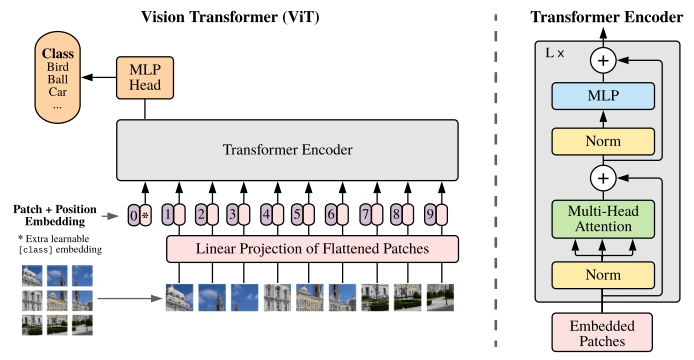 Vision Transformer (ViT)
Class
Bird
Ball
Car
...
MLP
Head
Transformer Encoder
Patch + Position
Embedding
0 * 1 2 3 4 5 6 7 8 9
* Extra learnable
[class] embedding
Linear Projection of Flattened Patches
Transformer Encoder
L x
+
MLP
Norm
+
Multi-Head
Attention
Norm
Embedded
Patches